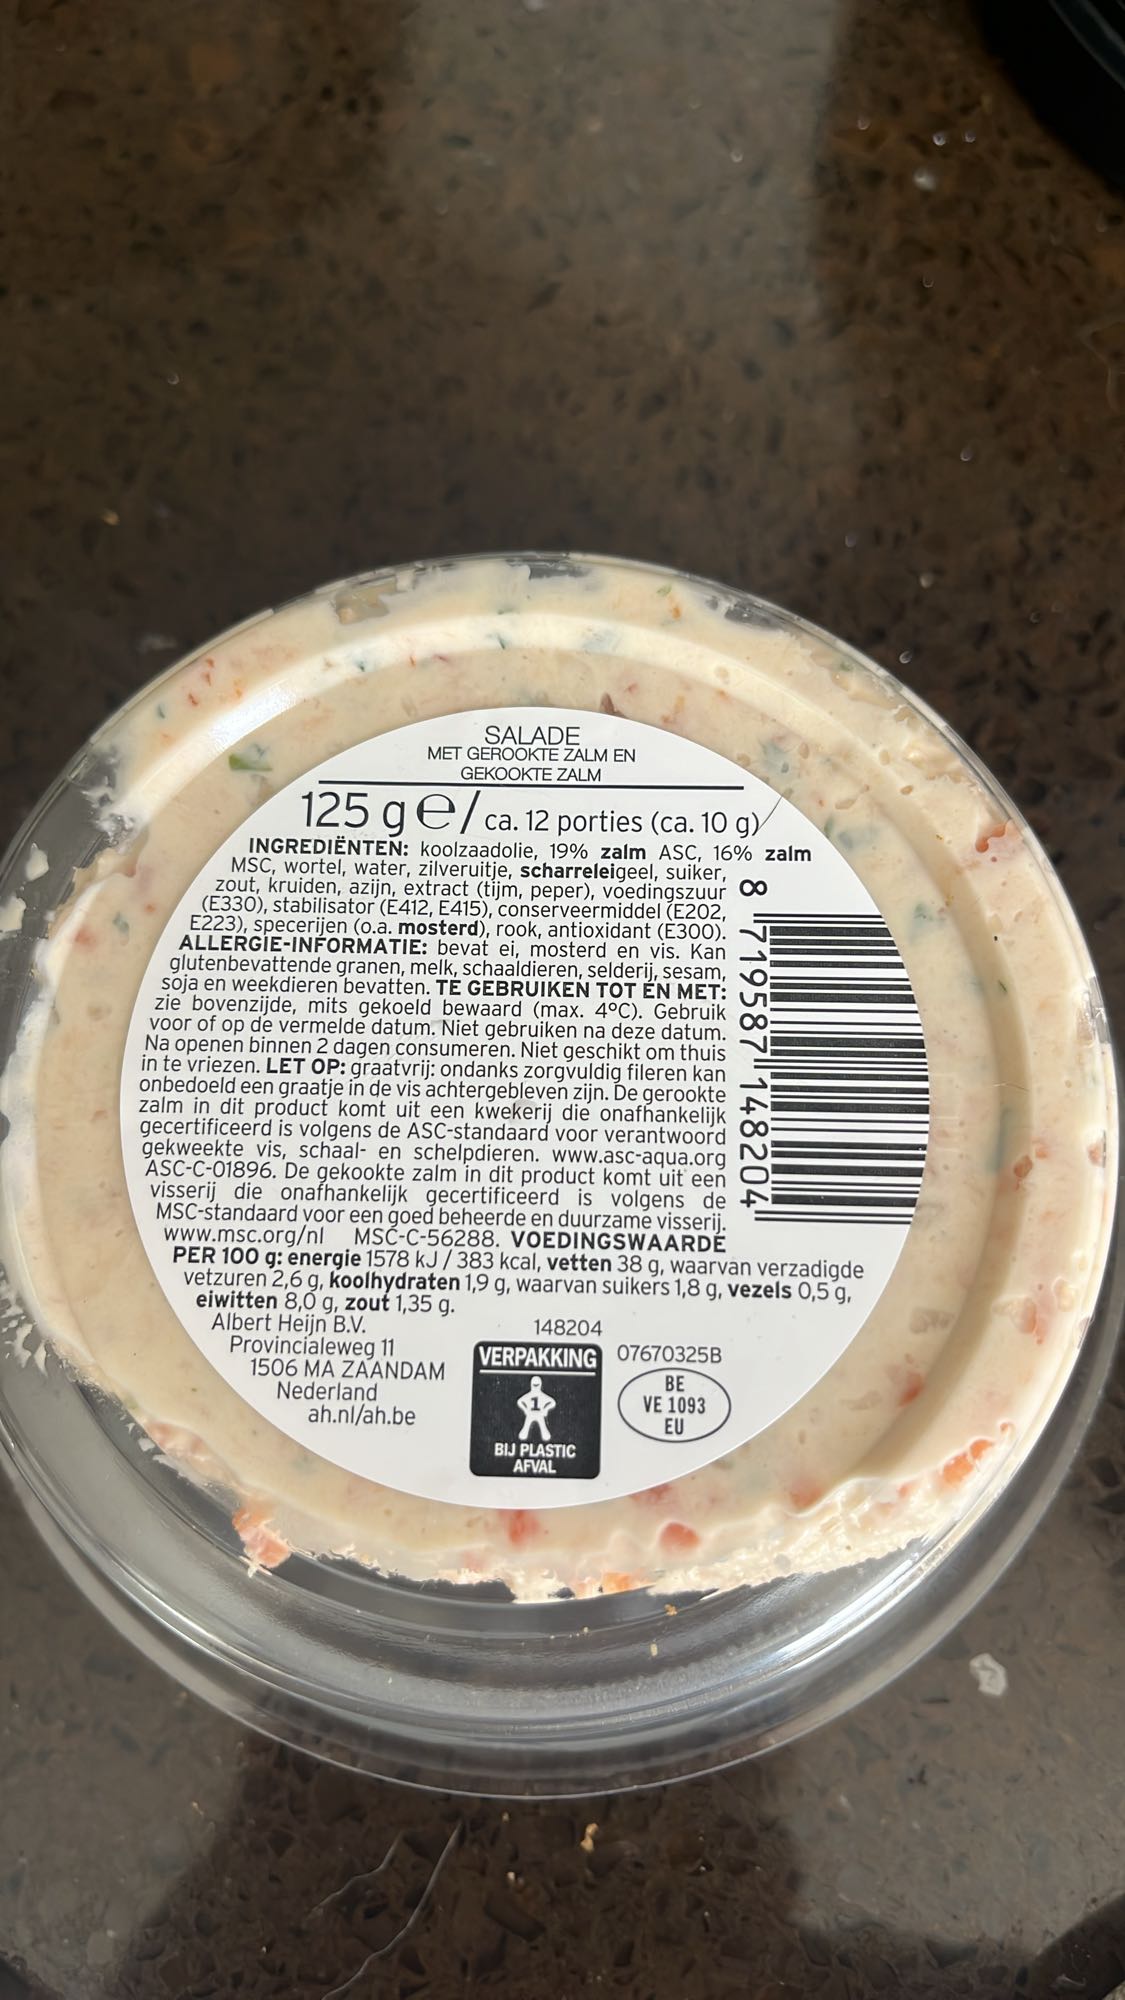 SALADE
MET GEROOKTE ZALM EN
GEKOOKTE ZALM
125 g e/ ca. 12 porties (ca. 10 g)
INGREDIËNTEN: koolzaadolie, 19% zalm ASC, 16% zalm
MSC, wortel, water, zilveruitje, scharreleigeel, suiker,
zout, kruiden, azijn, extract (tijm, peper), voedingszuur
(E330), stabilisator (E412, E415), conserveermiddel (E202,
E223), specerijen (o.a. mosterd), rook, antioxidant (E300).
ALLERGIE-INFORMATIE: bevat ei, mosterd en vis. Kan
glutenbevattende granen, melk, schaaldieren, selderij, sesam,
soja en weekdieren bevatten. TE GEBRUIKEN TOT EN MET:
zie bovenzijde, mits gekoeld bewaard (max. 4°C). Gebruik
voor of op de vermelde datum. Niet gebruiken na deze datum.
Na openen binnen 2 dagen consumeren. Niet geschikt om thuis
in te vriezen. LET OP: graatvrij: ondanks zorgvuldig fileren kan
onbedoeld een graatje in de vis achtergebleven zijn. De gerookte
zalm in dit product komt uit een kwekerij die onafhankelijk
gecertificeerd is volgens de ASC-standaard voor verantwoord
gekweekte vis, schaal- en schelpdieren. www.asc-aqua.org
ASC-C-01896. De gekookte zalm in dit product komt uit een
visserij die onafhankelijk gecertificeerd is volgens de
MSC-standaard voor een goed beheerde en duurzame visserij.
www.msc.org/nl MSC-C-56288. VOEDINGSWAARDE
PER 100 g: energie 1578 kJ / 383 kcal, vetten 38 g, waarvan verzadigde
vetzuren 2,6 g, koolhydraten 1,9 g, waarvan suikers 1,8 g, vezels 0,5 g,
eiwitten 8,0 g, zout 1,35 g.
Albert Heijn B.V.
Provincialeweg 11
1506 MA ZAANDAM
Nederland
ah.nl/ah.be
148204
VERPAKKING
1
BIJ PLASTIC
AFVAL
07670325B
BE
VE 1093
EU
8 719587 148204